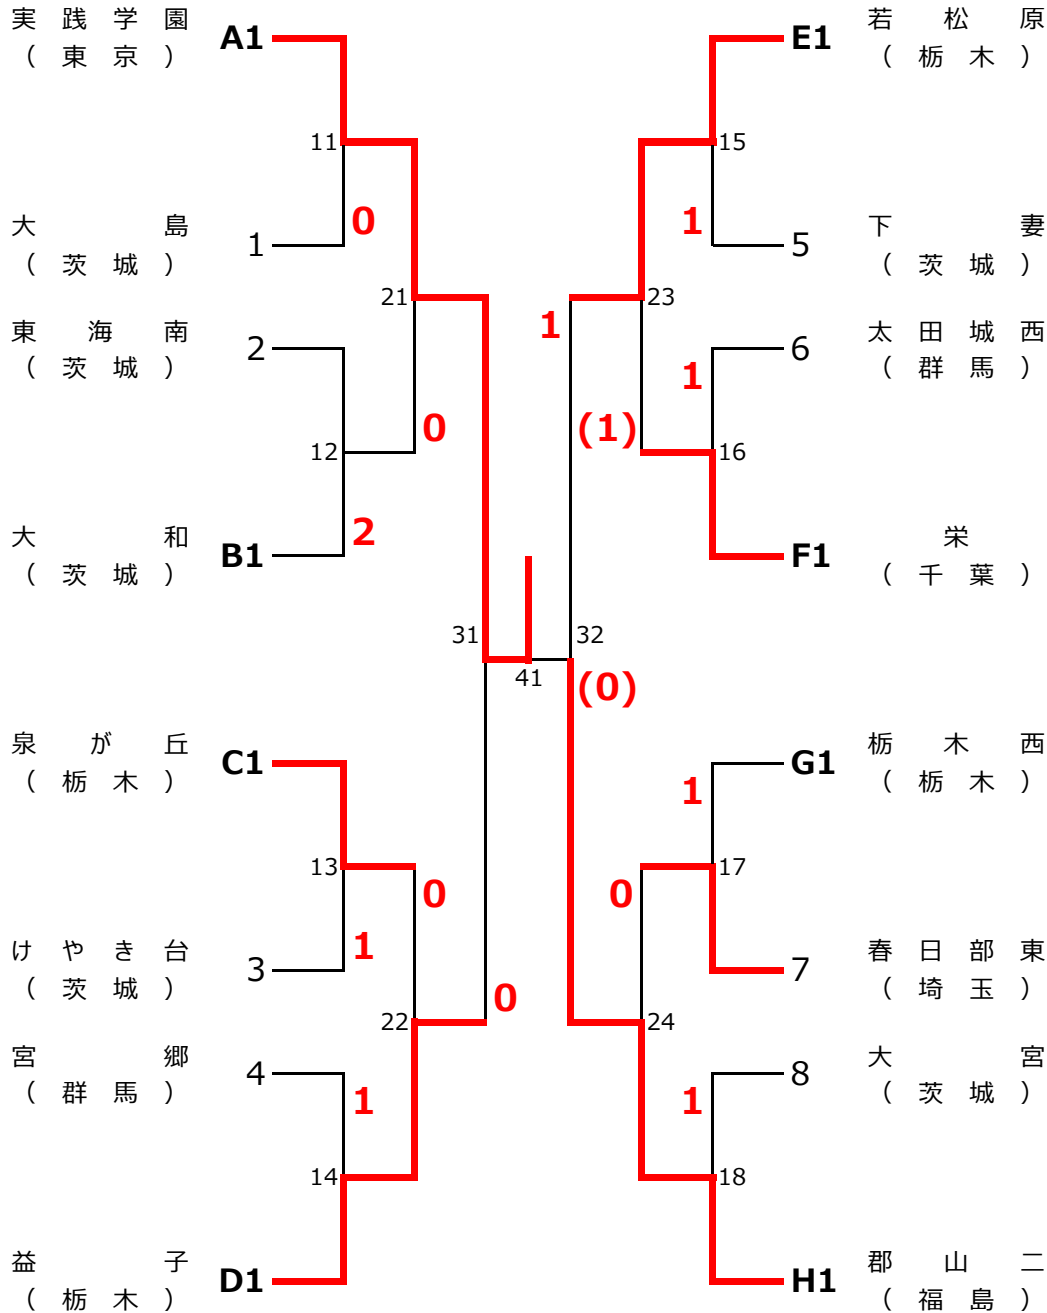 実践学園
（東京）
A1
11
0
大島
（茨城）
1
21
東海南
（茨城）
2
0
12
2
大和
（茨城）
B1
31
41
泉が丘
（栃木）
C1
13
0
1
けやき台
（茨城）
3
0
22
宮郷
（群馬）
4
1
14
益子
（栃木）
D1
若松原
（栃木）
E1
15
1
下妻
（茨城）
5
23
1
太田城西
（群馬）
6
1
(1)
16
栄
（千葉）
F1
32
(0)
栃木西
（栃木）
G1
1
17
0
春日部東
（埼玉）
7
24
大宮
（茨城）
8
1
18
郡山二
（福島）
H1